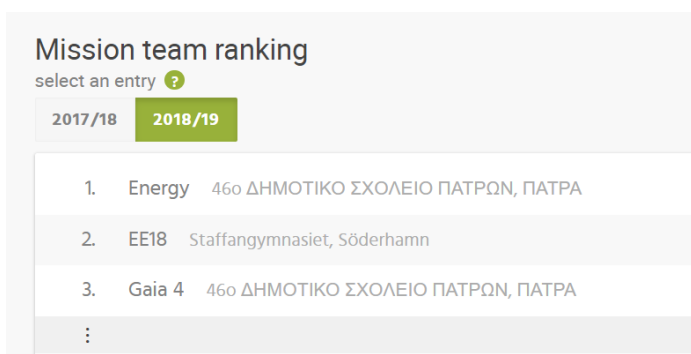 Mission team ranking
select an entry ?
2017/18 2018/19
1. Energy 46ο ΔΗΜΟΤΙΚΟ ΣΧΟΛΕΙΟ ΠΑΤΡΩΝ, ΠΑΤΡΑ
2. EE18 Staffangymnasiet, Söderhamn
3. Gaia 4 46ο ΔΗΜΟΤΙΚΟ ΣΧΟΛΕΙΟ ΠΑΤΡΩΝ, ΠΑΤΡΑ
⋮